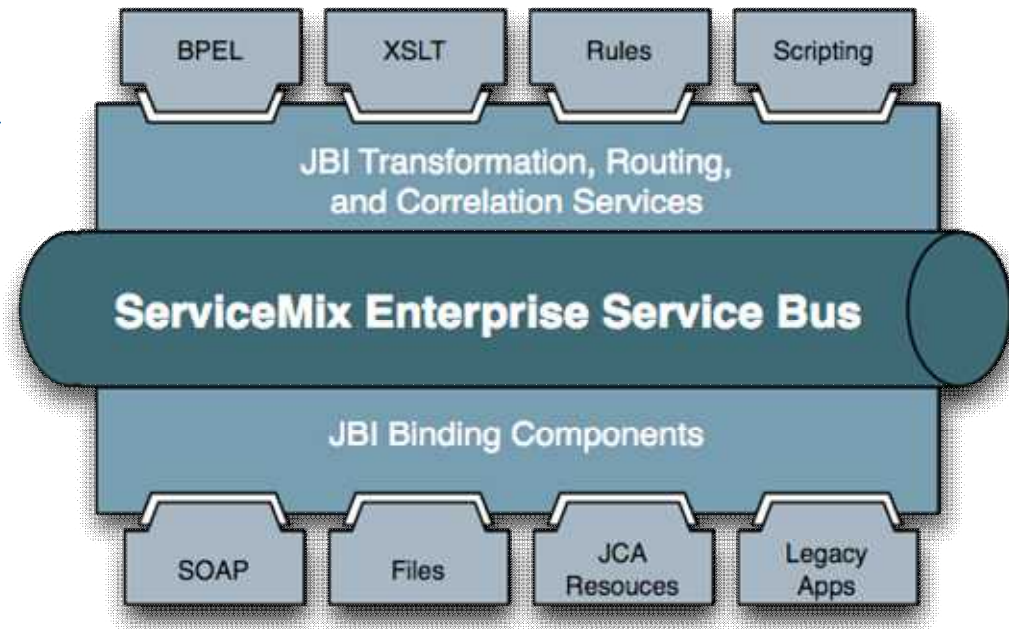 BPEL
XSLT
Rules
Scripting
JBI Transformation, Routing,
and Correlation Services
ServiceMix Enterprise Service Bus
JBI Binding Components
SOAP
Files
JCA
Resouces
Legacy
Apps